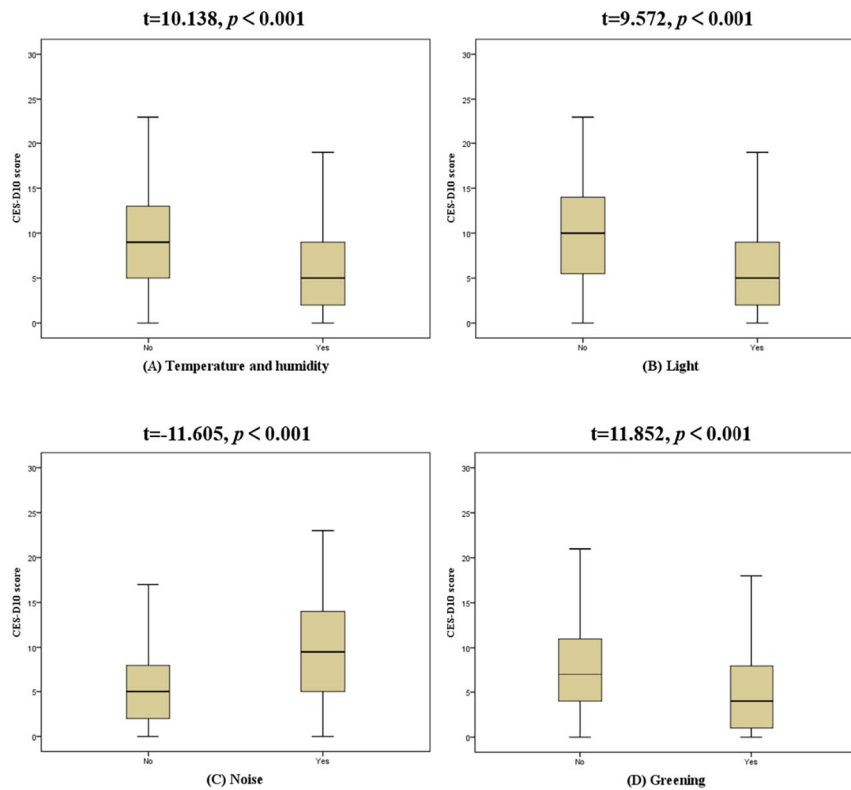 t=10.138, p < 0.001
30
25
20
15
10
5
0
CES-D10 score
No Yes
(A) Temperature and humidity
t=9.572, p < 0.001
30
25
20
15
10
5
0
CES-D10 score
No Yes
(B) Light
t=-11.605, p < 0.001
30
25
20
15
10
5
0
CES-D10 score
No Yes
(C) Noise
t=11.852, p < 0.001
30
25
20
15
10
5
0
CES-D10 score
No Yes
(D) Greening